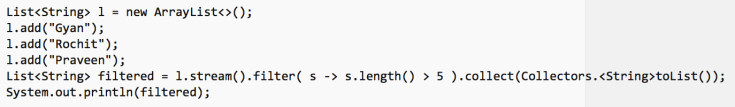 List<String> l = new ArrayList<>();
l.add("Gyan");
l.add("Rochit");
l.add("Praveen");
List<String> filtered = l.stream().filter( s -> s.length() > 5 ).collect(Collectors.<String>toList());
System.out.println(filtered);